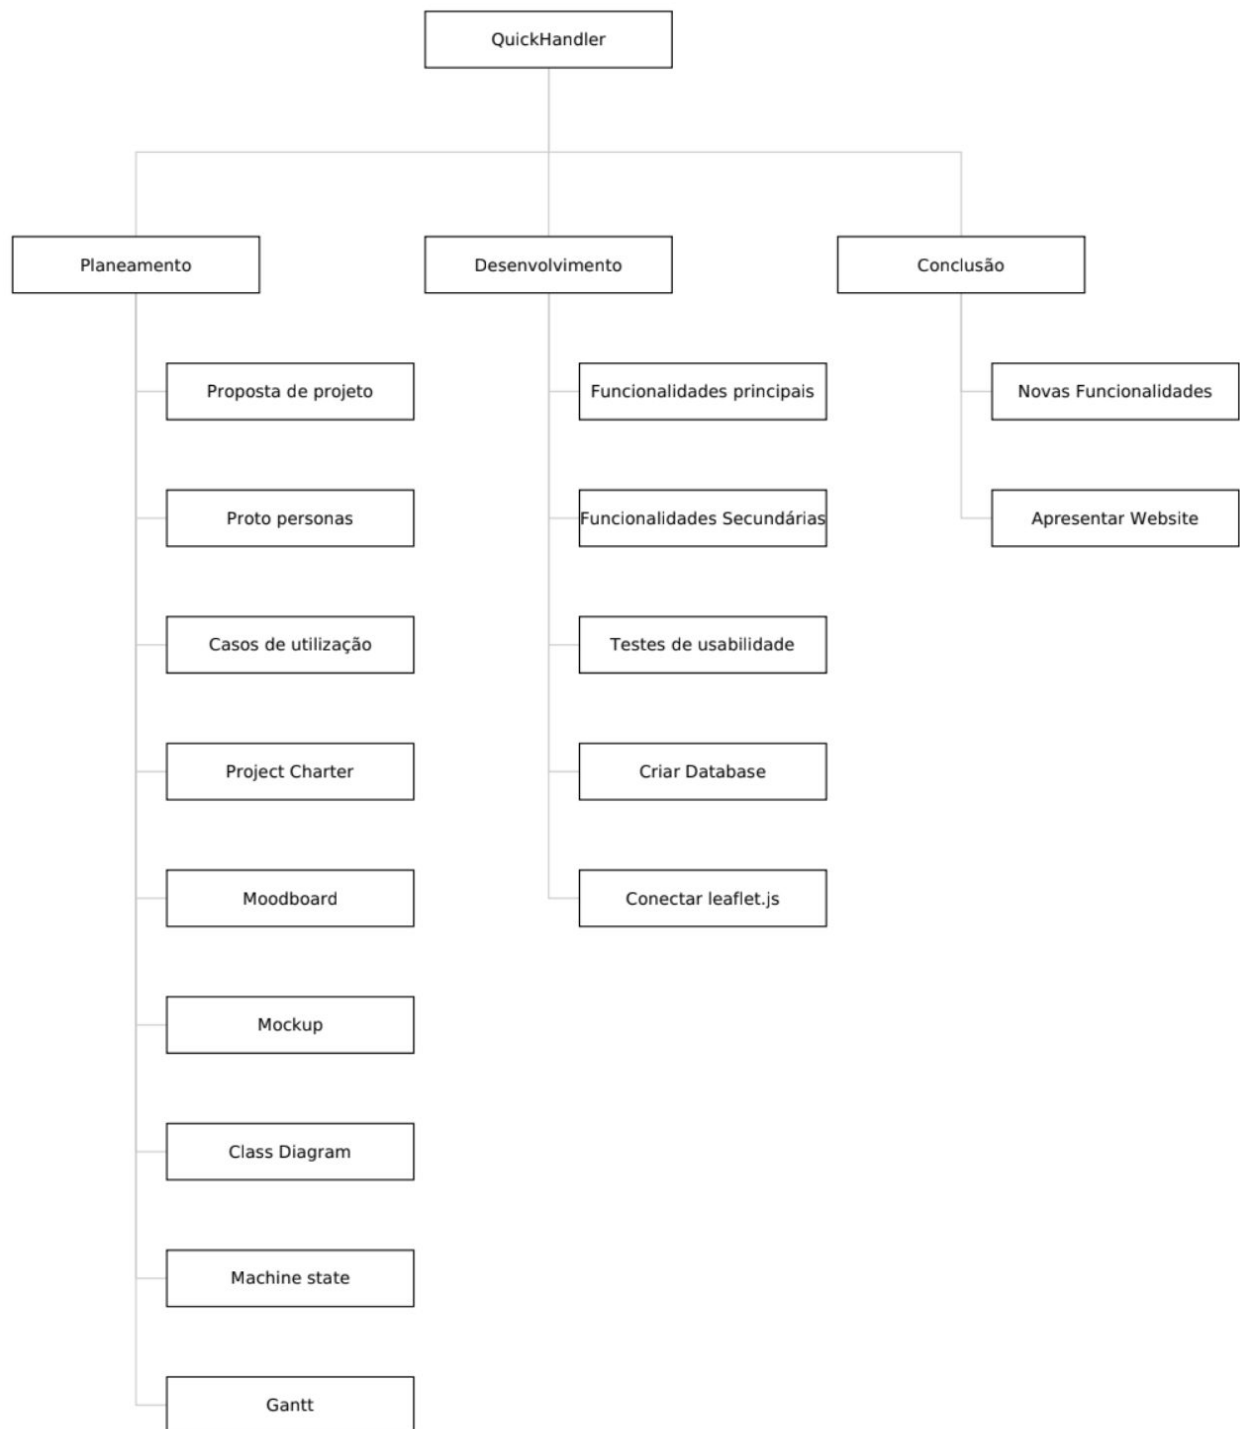 QuickHandler
Planeamento
Proposta de projeto
Proto personas
Casos de utilização
Project Charter
Moodboard
Mockup
Class Diagram
Machine state
Gantt
Desenvolvimento
Funcionalidades principais
Funcionalidades Secundárias
Testes de usabilidade
Criar Database
Conectar leaflet.js
Conclusão
Novas Funcionalidades
Apresentar Website